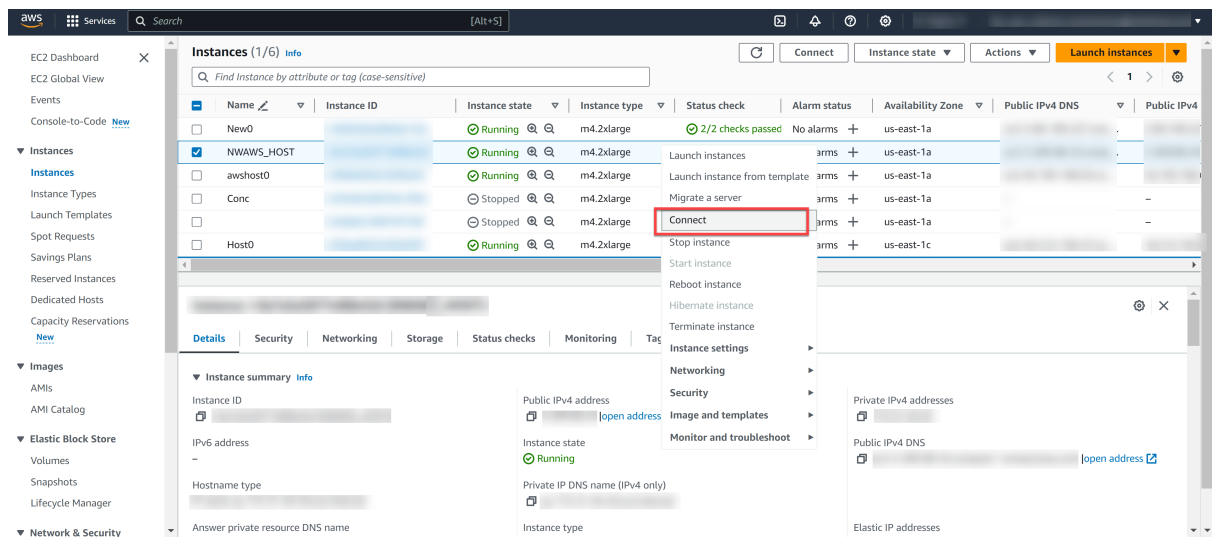 aws Services Search [Alt+S]
EC2 Dashboard
EC2 Global View
Events
Console-to-Code New
Instances
Instances
Instance Types
Launch Templates
Spot Requests
Savings Plans
Reserved Instances
Dedicated Hosts
Capacity Reservations
New
Images
AMIs
AMI Catalog
Elastic Block Store
Volumes
Snapshots
Lifecycle Manager
Network & Security
Instances (1/6) Info Connect Instance state Actions Launch instances
Find Instance by attribute or tag (case-sensitive) 1
Name Instance ID Instance state Instance type Status check Alarm status Availability Zone Public IPv4 DNS Public IPv4
New0 Running m4.2xlarge 2/2 checks passed No alarms us-east-1a
NWAWS_HOST Running m4.2xlarge arms us-east-1a
awshost0 Running m4.2xlarge arms us-east-1a
Conc Stopped m4.2xlarge arms us-east-1a –
Stopped m4.2xlarge arms us-east-1a –
Host0 Running m4.2xlarge arms us-east-1c
Launch instances
Launch instance from template
Migrate a server
Connect
Stop instance
Start instance
Reboot instance
Hibernate instance
Terminate instance
Instance settings
Networking
Security
Image and templates
Monitor and troubleshoot
Details Security Networking Storage Status checks Monitoring Tag
Instance summary Info
Instance ID Public IPv4 address Private IPv4 addresses
open address
IPv6 address Instance state Public IPv4 DNS
– Running open address
Hostname type Private IP DNS name (IPv4 only)
Answer private resource DNS name Instance type Elastic IP addresses